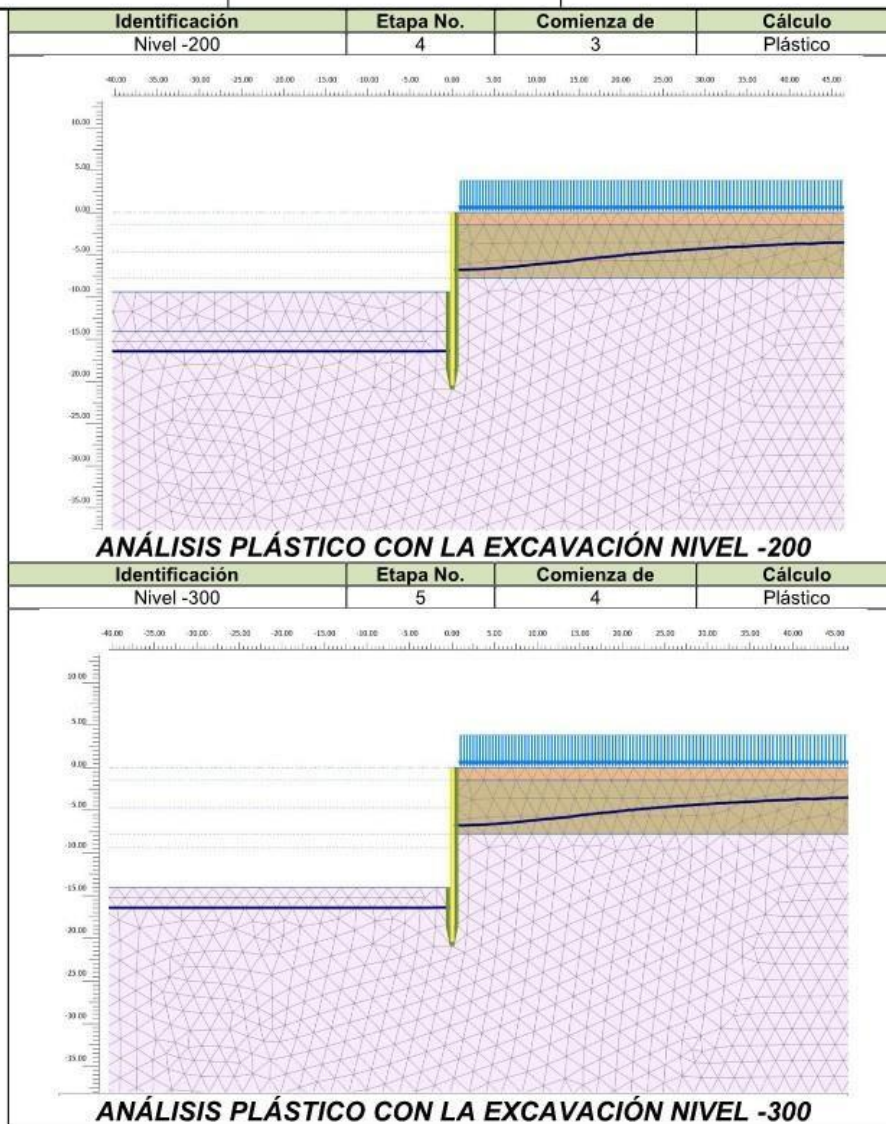 Identificación Etapa No. Comienza de Cálculo
Nivel -200 4 3 Plástico
-40.00 -35.00 -30.00 -25.00 -20.00 -15.00 -10.00 -5.00 0.00 5.00 10.00 15.00 20.00 25.00 30.00 35.00 40.00 45.00
10.00
5.00
0.00
-5.00
-10.00
-15.00
-20.00
-25.00
-30.00
-35.00
ANÁLISIS PLÁSTICO CON LA EXCAVACIÓN NIVEL -200
Identificación Etapa No. Comienza de Cálculo
Nivel -300 5 4 Plástico
-40.00 -35.00 -30.00 -25.00 -20.00 -15.00 -10.00 -5.00 0.00 5.00 10.00 15.00 20.00 25.00 30.00 35.00 40.00 45.00
10.00
5.00
0.00
-5.00
-10.00
-15.00
-20.00
-25.00
-30.00
-35.00
ANÁLISIS PLÁSTICO CON LA EXCAVACIÓN NIVEL -300